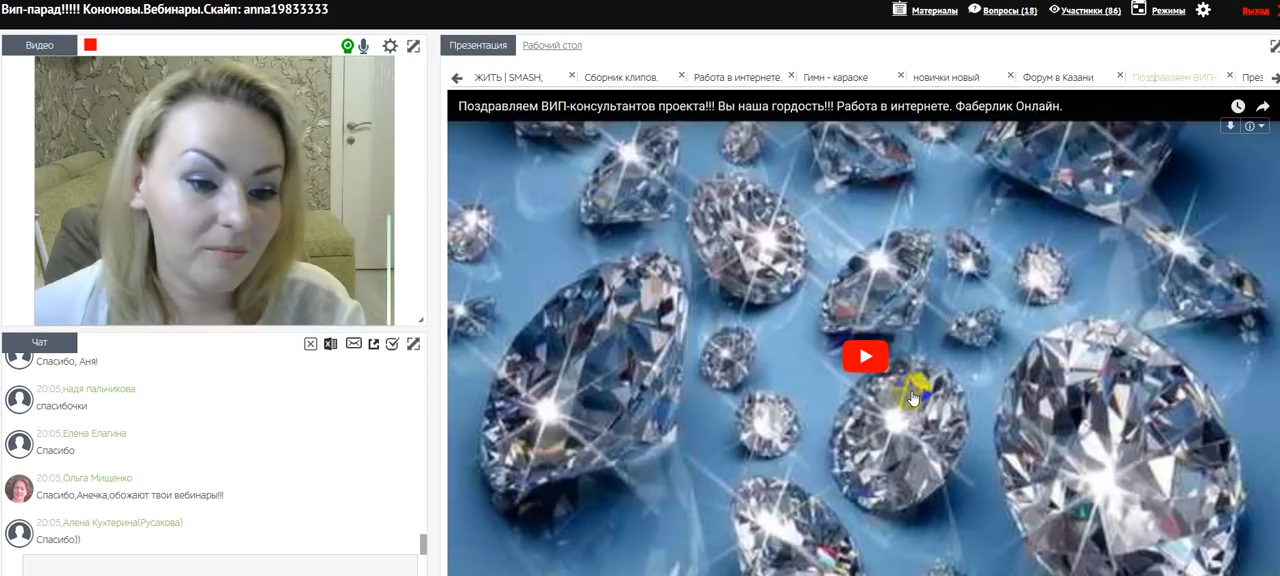 Вип-парад!!!!! Кононовы.Вебинары.Скайп: anna19833333
Материалы
Вопросы (18)
Участники (86)
Режимы
Выход
Видео
Презентация
Рабочий стол
ЖИТЬ | SMASH,
Сборник клипов.
Работа в интернете.
Гимн - караоке
новички новый
Форум в Казани
Поздравляем ВИП-
През
Поздравляем ВИП-консультантов проекта!!! Вы наша гордость!!! Работа в интернете. Фаберлик Онлайн.
Чат
Спасибо, Аня!
20:05,надя пальчикова
спасибочки
20:05,Елена Елагина
Спасибо
20:05,Ольга Мищенко
Спасибо,Анечка,обожают твои вебинары!!!
20:05,Алена Кухтерина(Русакова)
Спасибо))